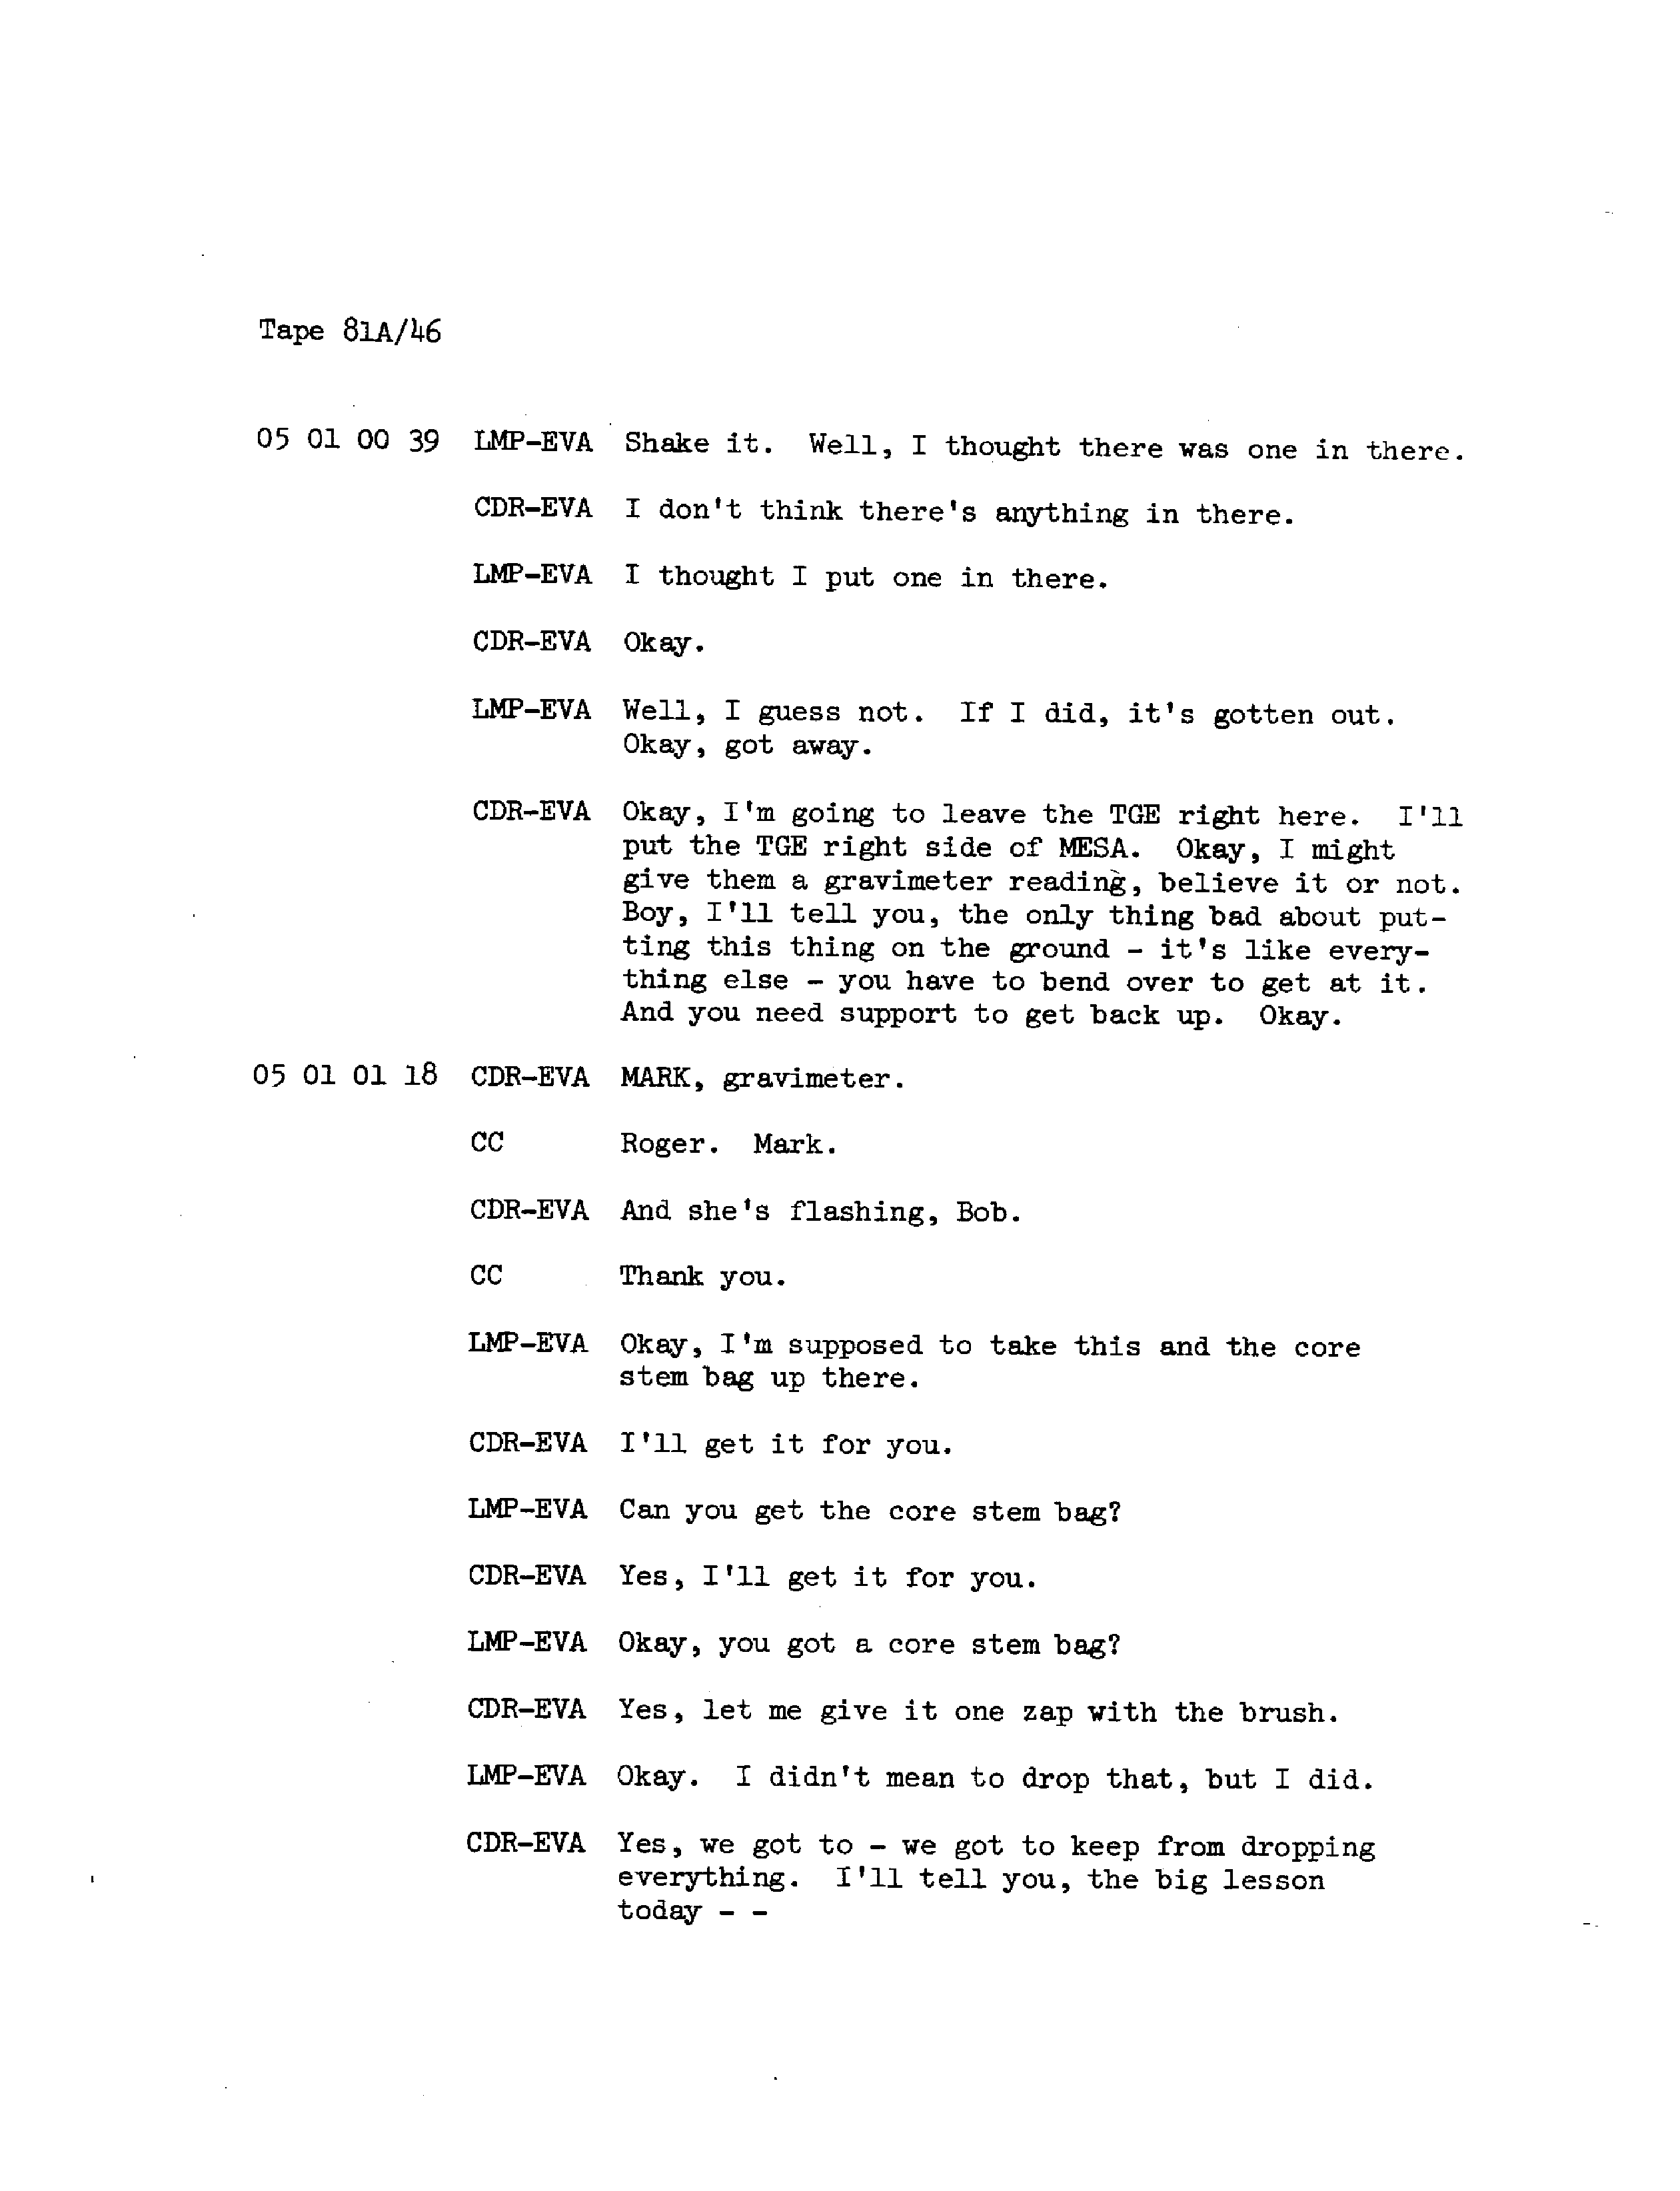 Tape 81A/46
05 01 00 39 LMP-EVA Shake it. Well, I thought there was one in there.
CDR-EVA I don't think there's anything in there.
LMP-EVA I thought I put one in there.
CDR-EVA Okay.
LMP-EVA Well, I guess not. If I did, it's gotten out.
Okay, got away.
CDR-EVA Okay, I'm going to leave the TGE right here. I'll
put the TGE right side of MESA. Okay, I might
give them a gravimeter reading, believe it or not.
Boy, I'll tell you, the only thing bad about put-
ting this thing on the ground - it's like every-
thing else - you have to bend over to get at it.
And you need support to get back up. Okay.
05 01 01 18 CDR-EVA MARK, gravimeter.
CC Roger. Mark.
CDR-EVA And she's flashing, Bob.
CC Thank you.
LMP-EVA Okay, I'm supposed to take this and the core
stem bag up there.
CDR-EVA I'll get it for you.
LMP-EVA Can you get the core stem bag?
CDR-EVA Yes, I'll get it for you.
LMP-EVA Okay, you got a core stem bag?
CDR-EVA Yes, let me give it one zap with the brush.
LMP-EVA Okay. I didn't mean to drop that, but I did.
CDR-EVA Yes, we got to - we got to keep from dropping
everything. I'll tell you, the big lesson
today - -